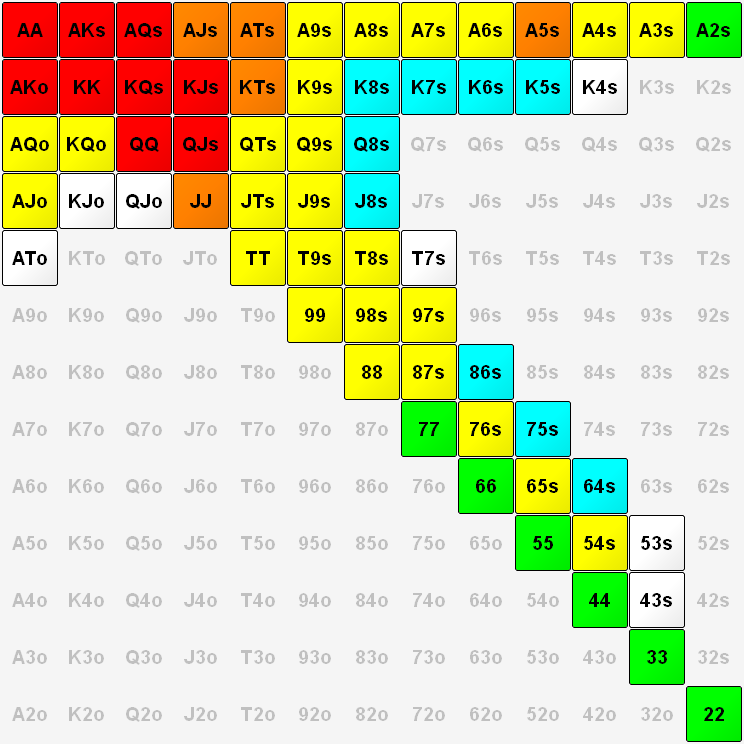 AA AKs AQs AJs ATs A9s A8s A7s A6s A5s A4s A3s A2s
AKo KK KQs KJs KTs K9s K8s K7s K6s K5s K4s K3s K2s
AQo KQo QQ QJs QTs Q9s Q8s Q7s Q6s Q5s Q4s Q3s Q2s
AJo KJo QJo JJ JTs J9s J8s J7s J6s J5s J4s J3s J2s
ATo KTo QTo JTo TT T9s T8s T7s T6s T5s T4s T3s T2s
A9o K9o Q9o J9o T9o 99 98s 97s 96s 95s 94s 93s 92s
A8o K8o Q8o J8o T8o 98o 88 87s 86s 85s 84s 83s 82s
A7o K7o Q7o J7o T7o 97o 87o 77 76s 75s 74s 73s 72s
A6o K6o Q6o J6o T6o 96o 86o 76o 66 65s 64s 63s 62s
A5o K5o Q5o J5o T5o 95o 85o 75o 65o 55 54s 53s 52s
A4o K4o Q4o J4o T4o 94o 84o 74o 64o 54o 44 43s 42s
A3o K3o Q3o J3o T3o 93o 83o 73o 63o 53o 43o 33 32s
A2o K2o Q2o J2o T2o 92o 82o 72o 62o 52o 42o 32o 22